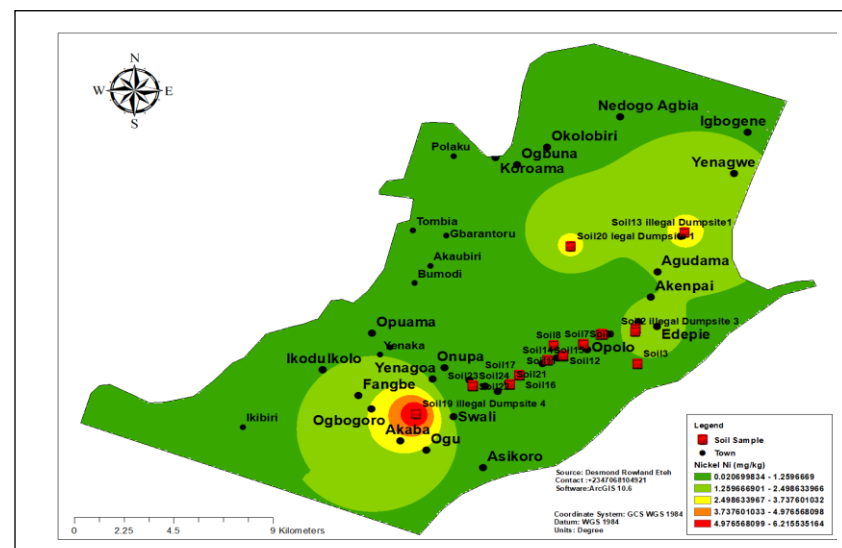 N
W E
S
Nedogo Agbia
Igbogene
Okolobiri
Ogbuna
Polaku
Koroama
Yenagwe
Soil13 illegal Dumpsite1
Tombia
Gbarantoru
Soil20 legal Dumpsite 1
Akaubiri
Agudama
Bumodi
Akenpai
Opuama
illegal Dumpsite 3
Edepie
Soil8
Soil7
Opolo
Yenaka
Soil14
Soil3
Ikodulkolo
Onupa
Soil17
Soil12
Yenagoa
Soil23
Soil24
Soil21
Fangbe
Soil16
Soil19 illegal Dumpsite 4
Ogbogoro
Swali
Ikibiri
Akaba
Ogu
Asikoro
Legend
Soil Sample
Town
Nickel Ni (mg/kg)
0.020699834 - 1.2596669
1.259666901 - 2.498633966
2.498633967 - 3.737601032
3.737601033 - 4.976568098
4.976568099 - 6.215535164
Source: Desmond Rowland Eteh
Contact :+2347068104921
Software:ArcGIS 10.6
Coordinate System: GCS WGS 1984
Datum: WGS 1984
Units: Degree
0 2.25 4.5 9 Kilometers